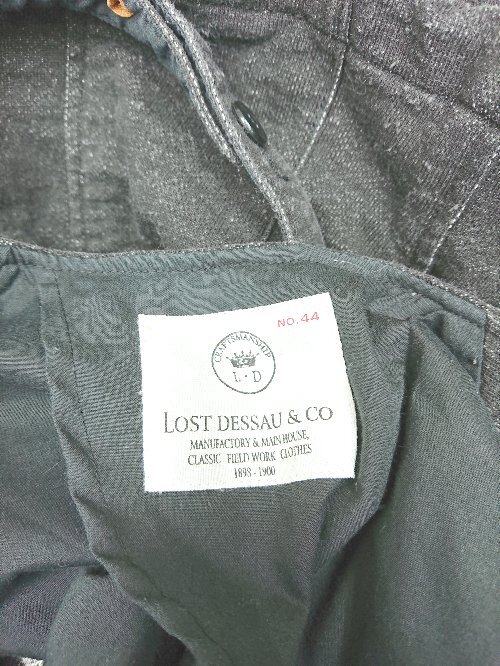 NO.44
CRAFTSMANSHIP
L · D
LOST DESSAU & CO
MANUFACTORY & MAIN HOUSE,
CLASSIC FIELD WORK CLOTHES
1898 - 1900